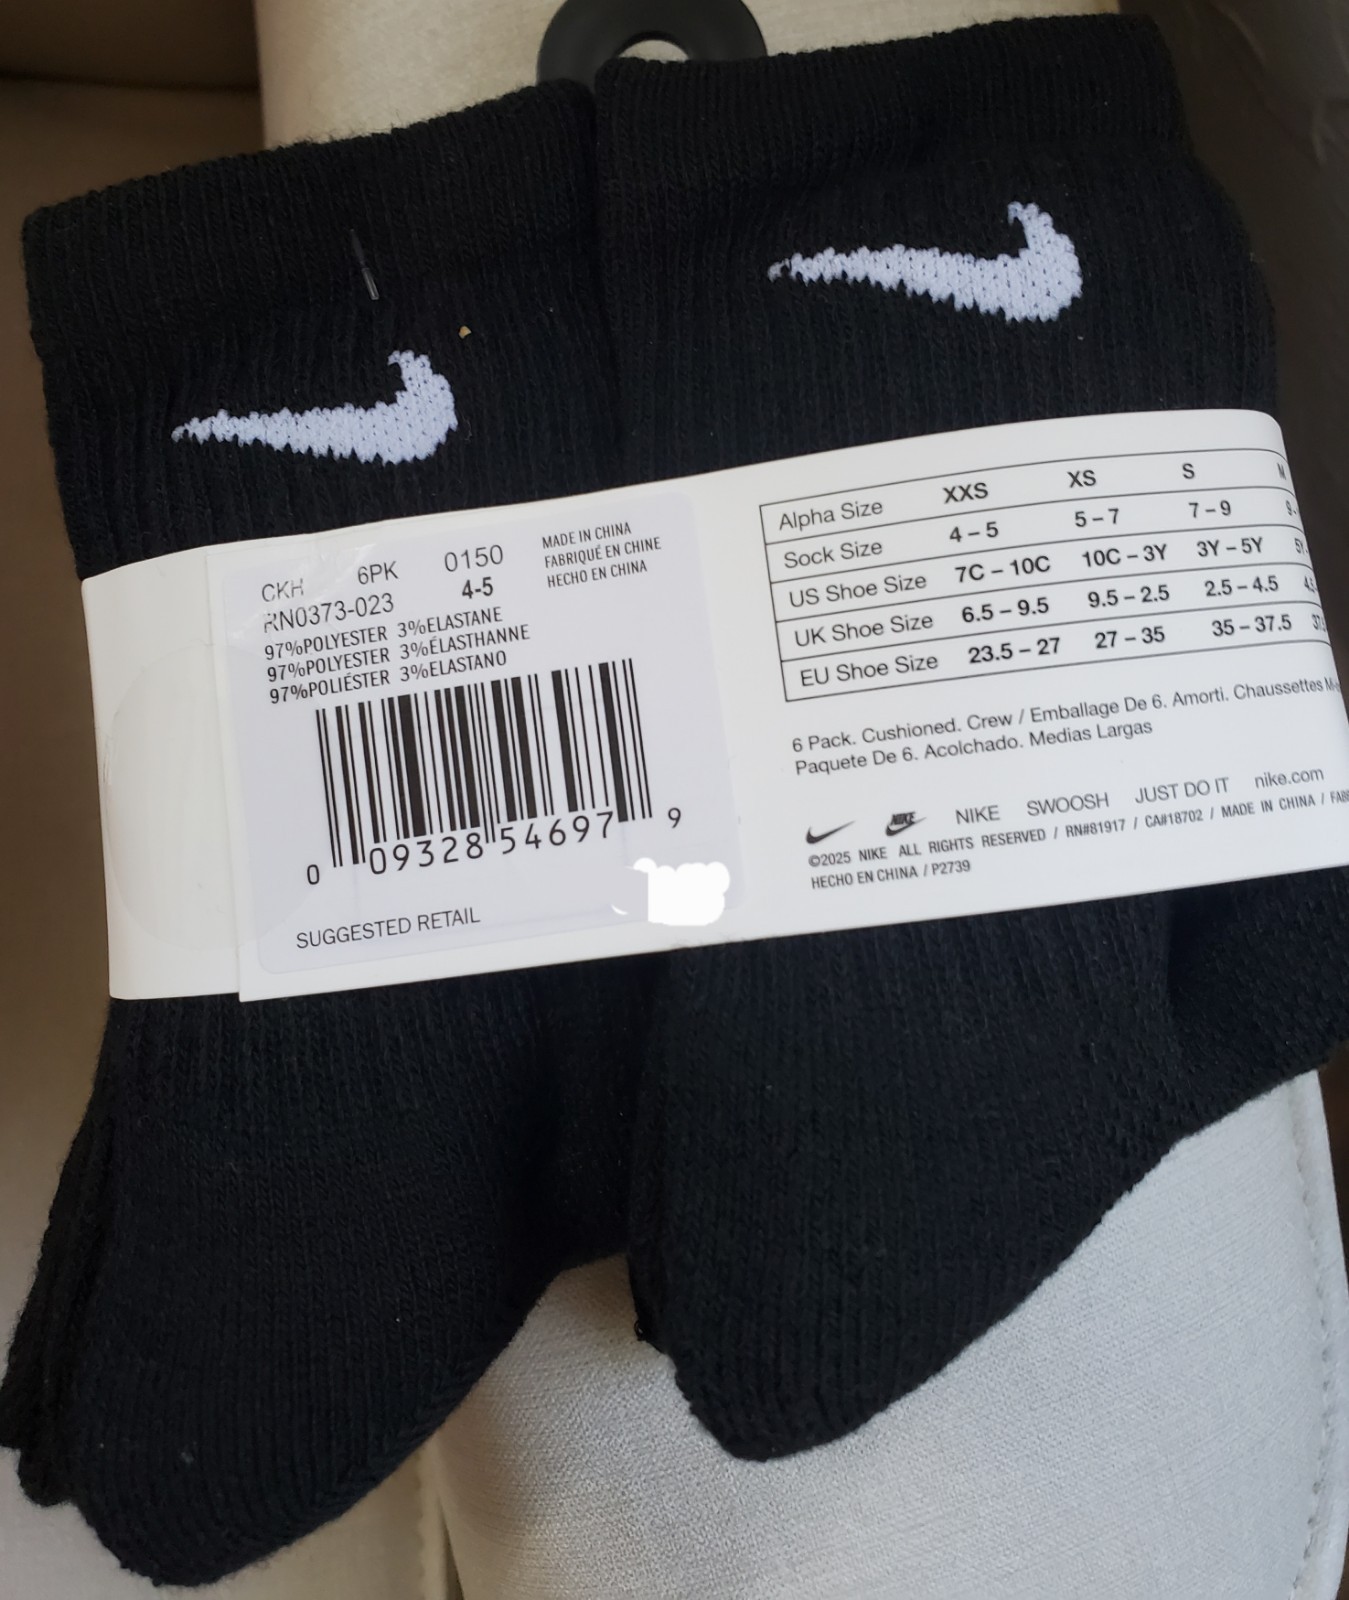 CKH 6PK 0150
RN0373-023 4-5
MADE IN CHINA
FABRIQUÉ EN CHINE
HECHO EN CHINA
97%POLYESTER 3%ELASTANE
97%POLYESTER 3%ÉLASTHANNE
97%POLIÉSTER 3%ELASTANO
0 09328 54697 9
SUGGESTED RETAIL
Alpha Size XXS XS S
Sock Size 4 – 5 5 – 7 7 – 9
US Shoe Size 7C – 10C 10C – 3Y 3Y – 5Y
UK Shoe Size 6.5 – 9.5 9.5 – 2.5 2.5 – 4.5
EU Shoe Size 23.5 – 27 27 – 35 35 – 37.5
6 Pack. Cushioned. Crew / Emballage De 6. Amorti. Chaussettes
Paquete De 6. Acolchado. Medias Largas
NIKE NIKE SWOOSH JUST DO IT nike.com
©2025 NIKE ALL RIGHTS RESERVED / RN#81917 / CA#18702 / MADE IN CHINA /
HECHO EN CHINA / P2739